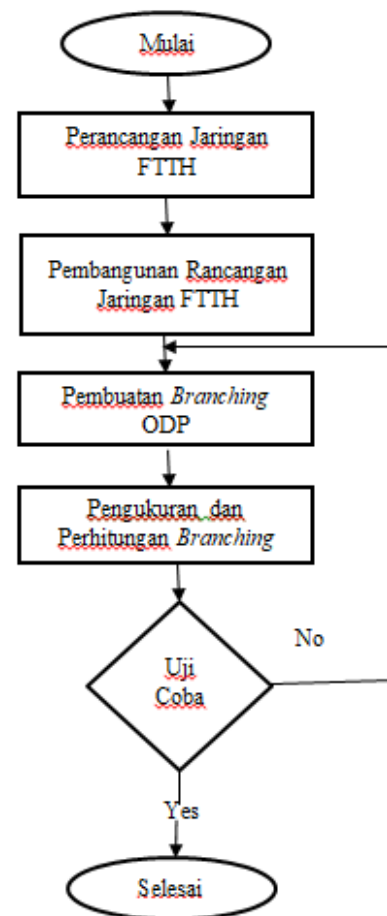 Mulai
Perancangan Jaringan
FTTH
Pembangunan Rancangan
Jaringan FTTH
Pembuatan Branching
ODP
Pengukuran dan
Perhitungan Branching
No
Uji
Coba
Yes
Selesai